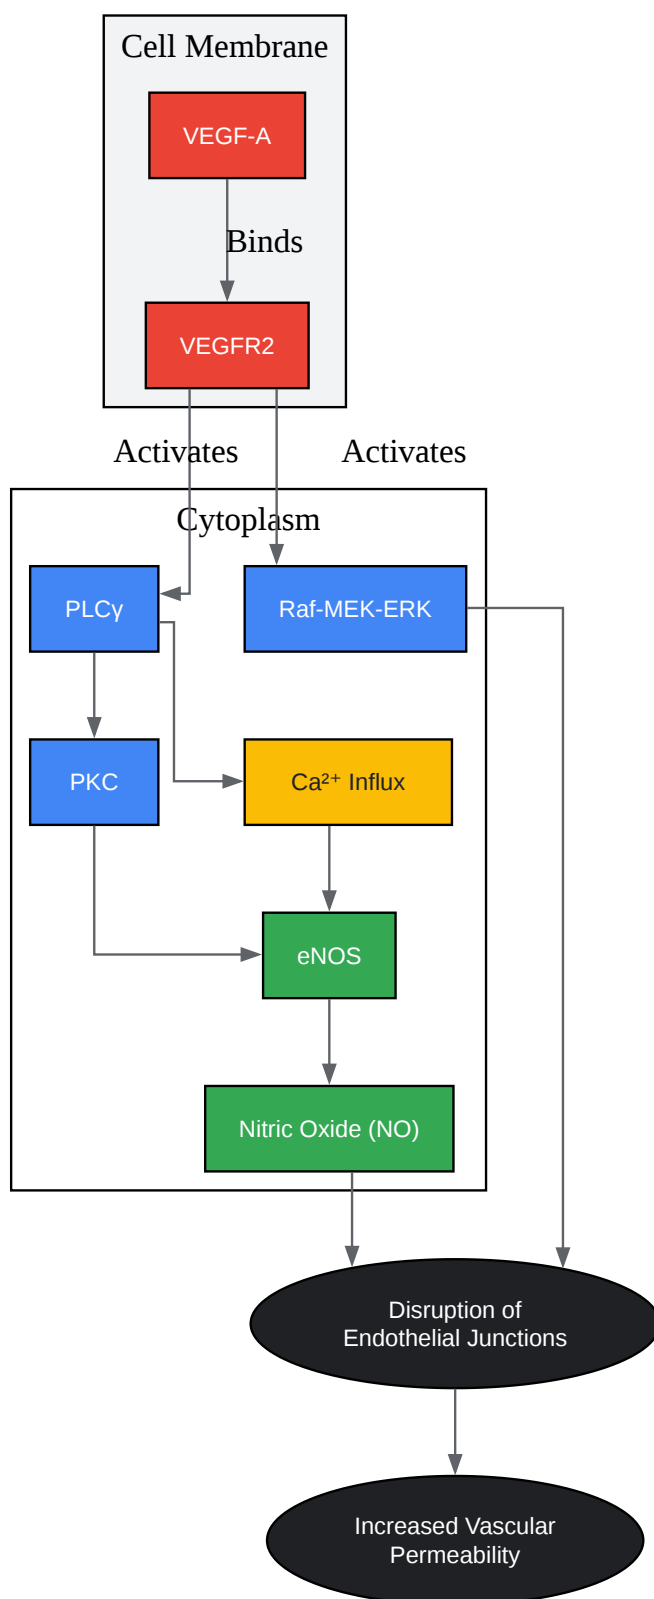 Cell Membrane
VEGF-A
Binds
VEGFR2
Activates
Activates
Cytoplasm
PLCγ
Raf-MEK-ERK
PKC
Ca²⁺ Influx
eNOS
Nitric Oxide (NO)
Disruption of
Endothelial Junctions
Increased Vascular
Permeability